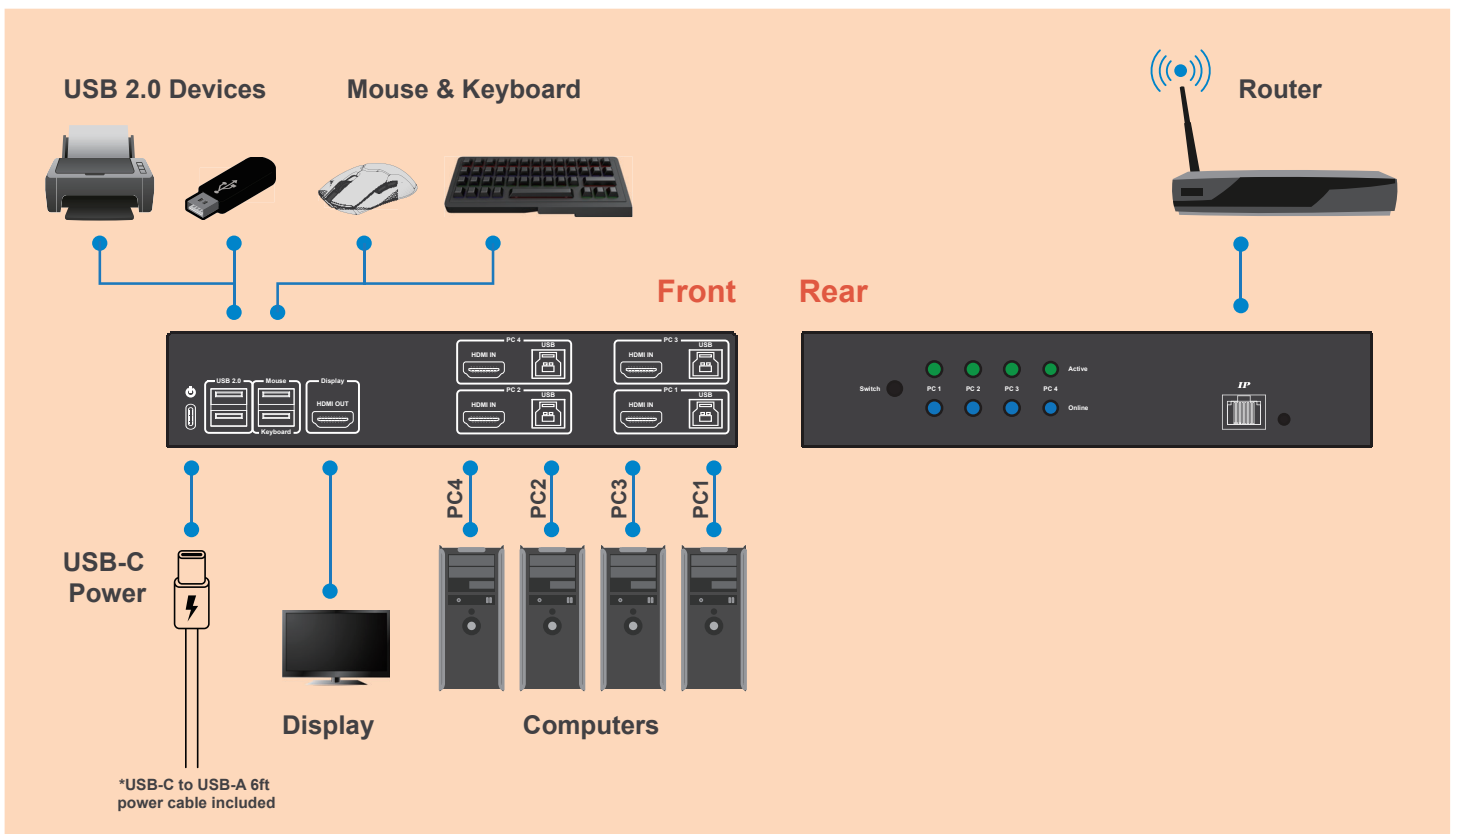 USB 2.0 Devices
Mouse & Keyboard
Router
Front
Rear
USB 2.0
Mouse
Keyboard
Display
HDMI OUT
PC 4
HDMI IN
USB
PC 3
HDMI IN
USB
PC 2
HDMI IN
USB
PC 1
HDMI IN
USB
Switch
PC 1
PC 2
PC 3
PC 4
Active
Online
IP
PC4
PC2
PC3
PC1
USB-C
Power
Display
Computers
*USB-C to USB-A 6ft
power cable included